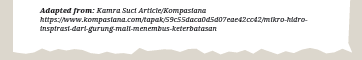 Adapted from: Kamra Suci Article/Kompasiana
https://www.kompasiana.com/tapak/59c55daca0d5d07eae42cc42/mikro-hidro-
inspirasi-dari-gurung-mali-menembus-keterbatasan